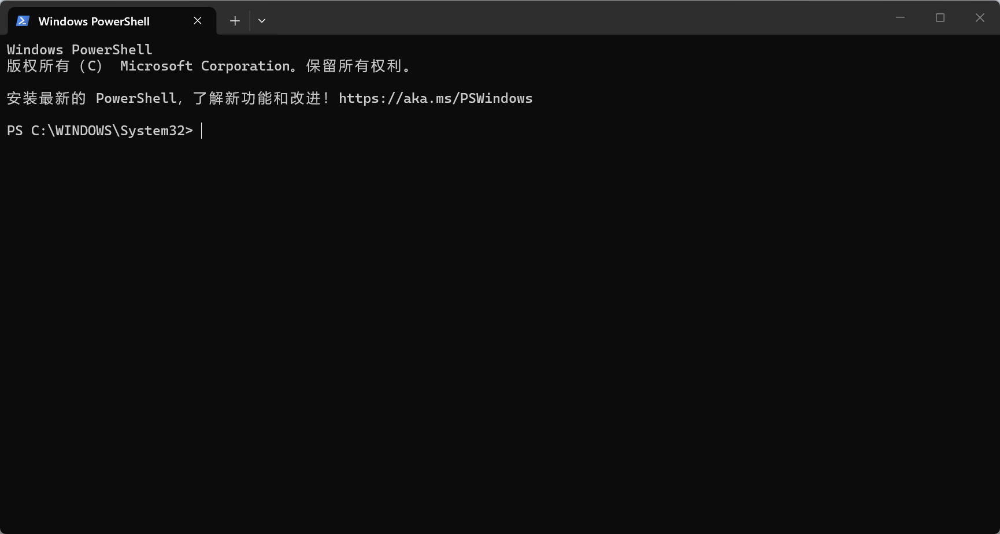 Windows PowerShell
Windows PowerShell
版权所有（C） Microsoft Corporation。保留所有权利。
安装最新的 PowerShell，了解新功能和改进！https://aka.ms/PSWindows
PS C:\WINDOWS\System32>